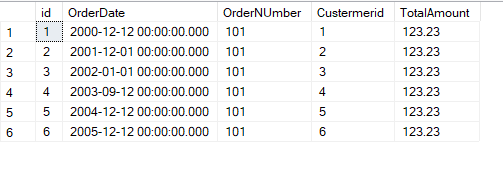 id OrderDate OrderNUmber Custermerid TotalAmount
1 1 2000-12-12 00:00:00.000 101 1 123.23
2 2 2001-12-01 00:00:00.000 101 2 123.23
3 3 2002-01-01 00:00:00.000 101 3 123.23
4 4 2003-09-12 00:00:00.000 101 4 123.23
5 5 2004-12-12 00:00:00.000 101 5 123.23
6 6 2005-12-12 00:00:00.000 101 6 123.23